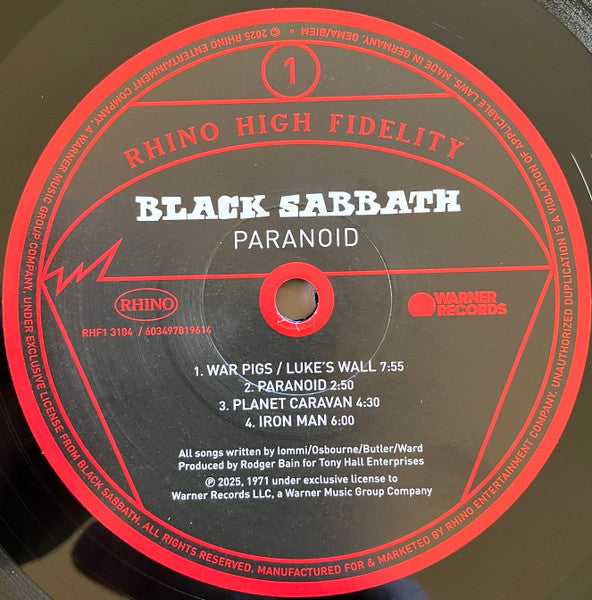 1
RHINO HIGH FIDELITY
BLACK SABBATH
PARANOID
RHINO
WARNER
RECORDS
RHF1 3104 / 603497819614
1. WAR PIGS / LUKE'S WALL 7:55
2. PARANOID 2:50
3. PLANET CARAVAN 4:30
4. IRON MAN 6:00
All songs written by Iommi/Osbourne/Butler/Ward
Produced by Rodger Bain for Tony Hall Enterprises
℗ 2025, 1971 under exclusive license to
Warner Records LLC, a Warner Music Group Company
© 2025 RHINO ENTERTAINMENT COMPANY, A WARNER MUSIC GROUP COMPANY, UNDER EXCLUSIVE LICENSE FROM BLACK SABBATH. ALL RIGHTS RESERVED. MANUFACTURED FOR & MARKETED BY RHINO ENTERTAINMENT COMPANY. UNAUTHORIZED DUPLICATION IS A VIOLATION OF APPLICABLE LAWS. MADE IN GERMANY. GEMA/BIEM •